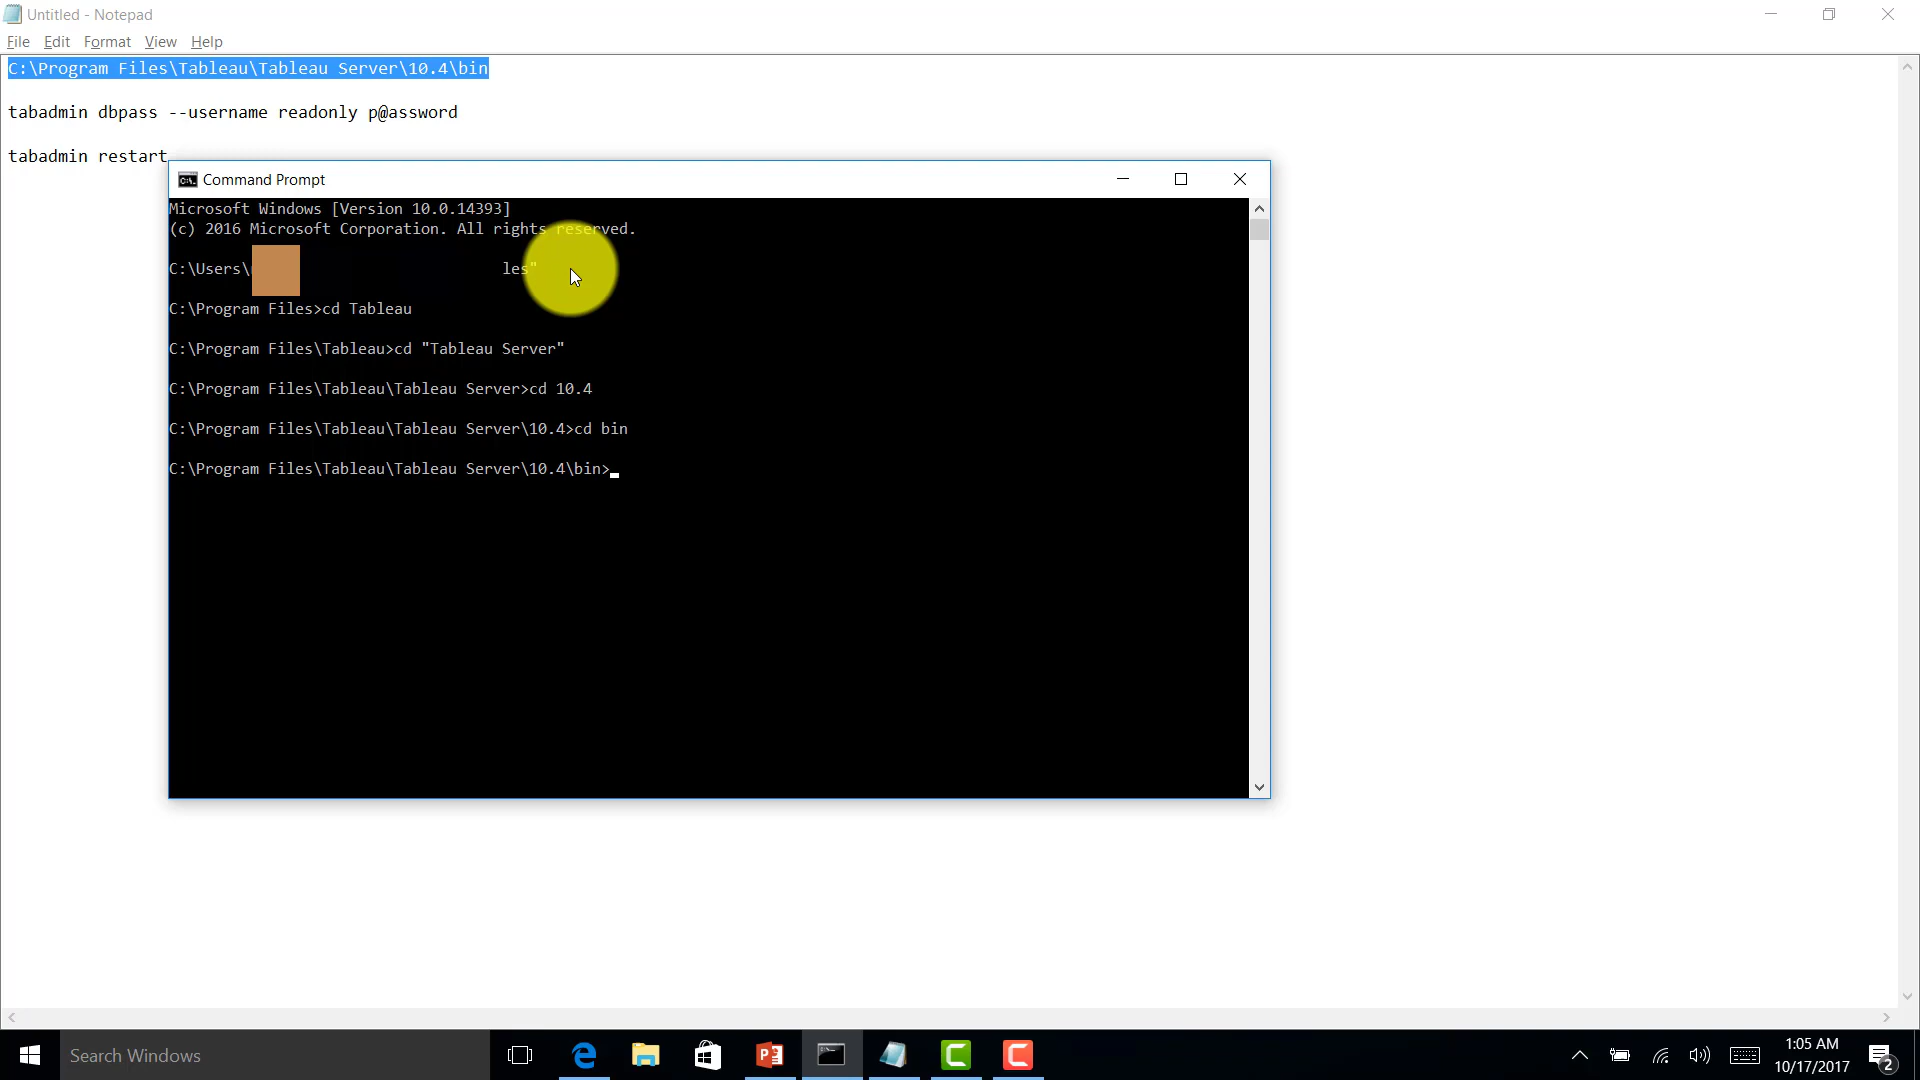 Untitled - Notepad
File Edit Format View Help
C:\Program Files\Tableau\Tableau Server\10.4\bin
tabadmin dbpass --username readonly p@assword
tabadmin restart
Command Prompt
Microsoft Windows [Version 10.0.14393]
(c) 2016 Microsoft Corporation. All rights reserved.
C:\Users\ les"
C:\Program Files>cd Tableau
C:\Program Files\Tableau>cd "Tableau Server"
C:\Program Files\Tableau\Tableau Server>cd 10.4
C:\Program Files\Tableau\Tableau Server\10.4>cd bin
C:\Program Files\Tableau\Tableau Server\10.4\bin>_
Search Windows
1:05 AM
10/17/2017
2